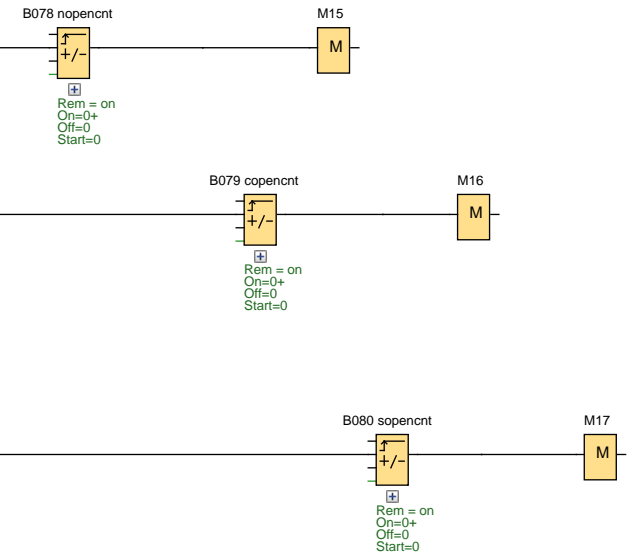 B078 nopencnt
M15
+/-
M
Rem = on
On=0+
Off=0
Start=0
B079 copencnt
M16
+/-
M
Rem = on
On=0+
Off=0
Start=0
B080 sopencnt
M17
+/-
M
Rem = on
On=0+
Off=0
Start=0